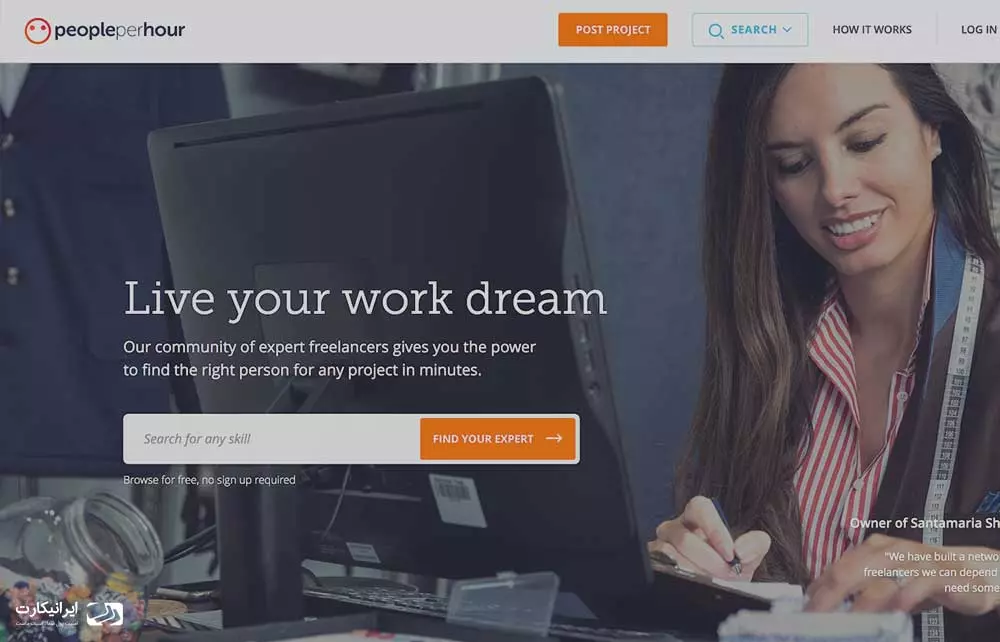 peopleperhour
POST PROJECT
SEARCH
HOW IT WORKS
LOG IN
Live your work dream
Our community of expert freelancers gives you the power
to find the right person for any project in minutes.
Search for any skill
FIND YOUR EXPERT
Browse for free, no sign up required
Owner of Santamaria Sh
"We have built a netwo
freelancers we can depend
need some
ایرانیکارت